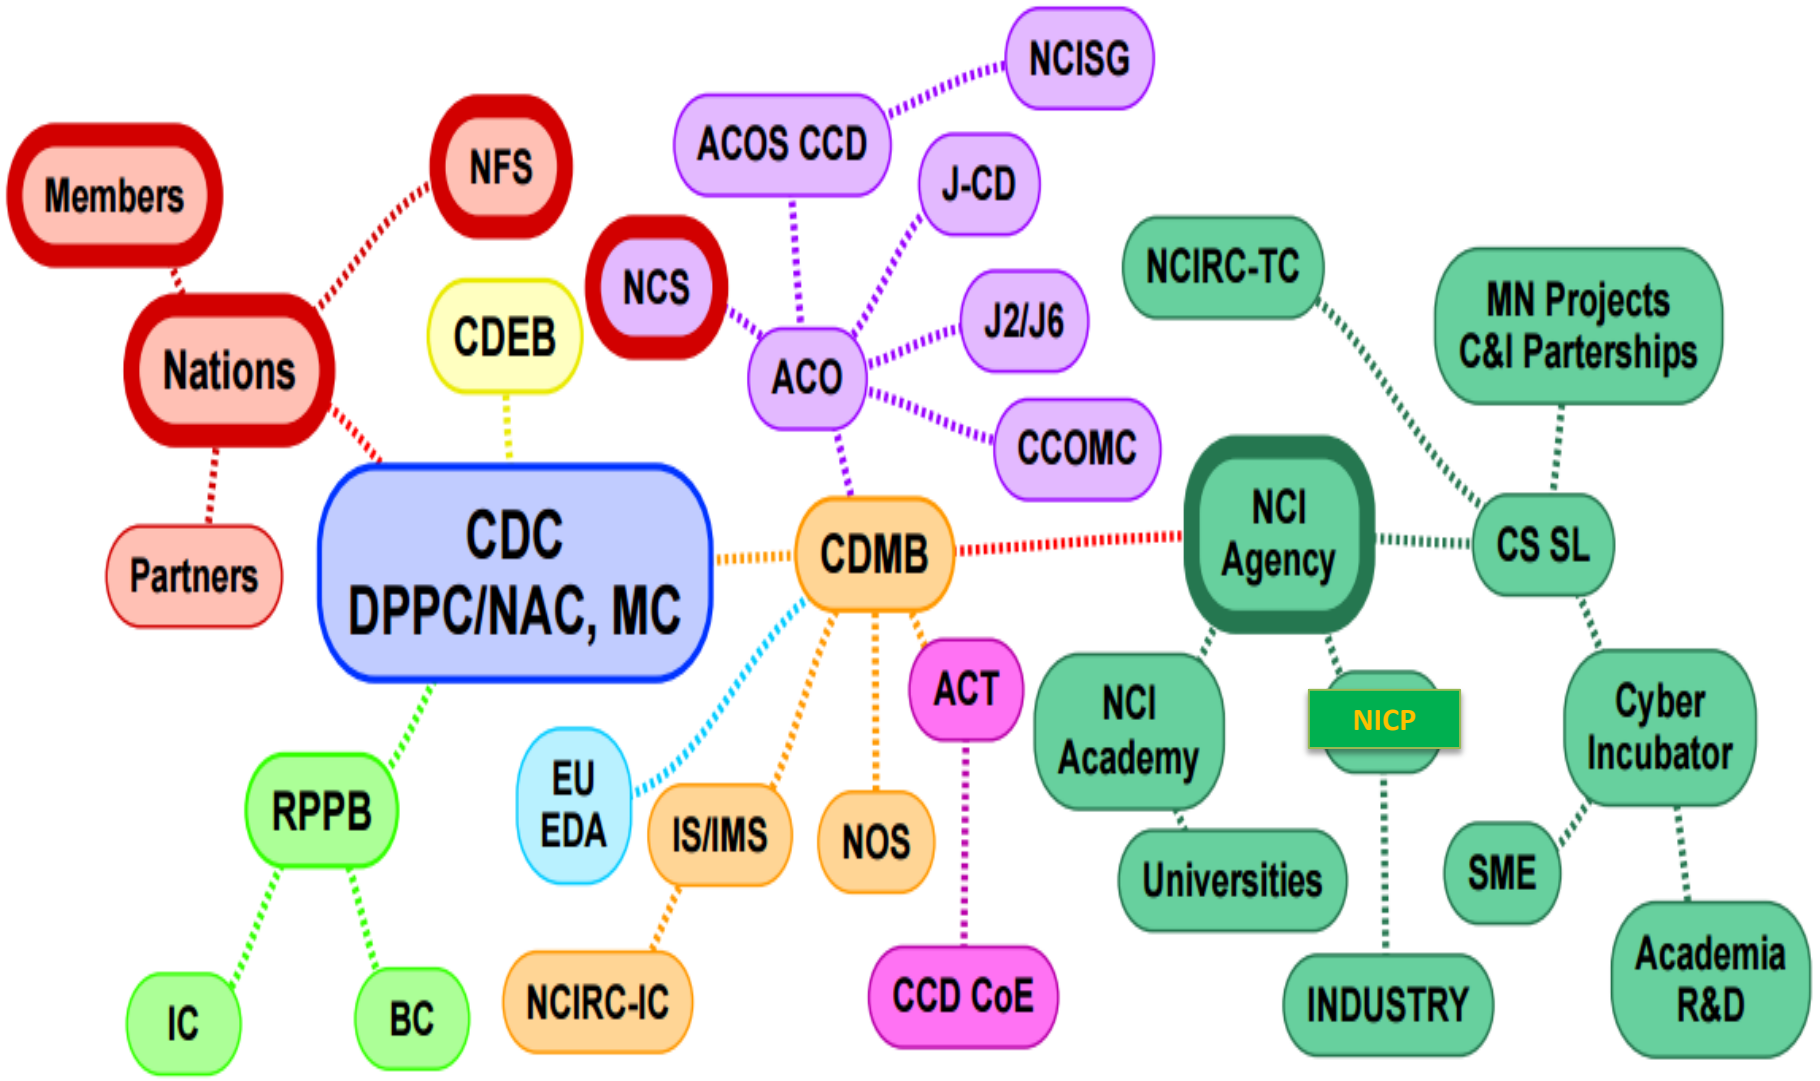 NCISG
ACOS CCD
Members
NFS
J-CD
NCS
NCIRC-TC
MN Projects
C&I Parterships
CDEB
J2/J6
Nations
ACO
CCOMC
NCI
Agency
CS SL
CDC
DPPC/NAC, MC
CDMB
Partners
ACT
NCI
Academy
NICP
Cyber
Incubator
EU
EDA
RPPB
IS/IMS
NOS
Universities
SME
Academia
R&D
IC
BC
NCIRC-IC
CCD CoE
INDUSTRY